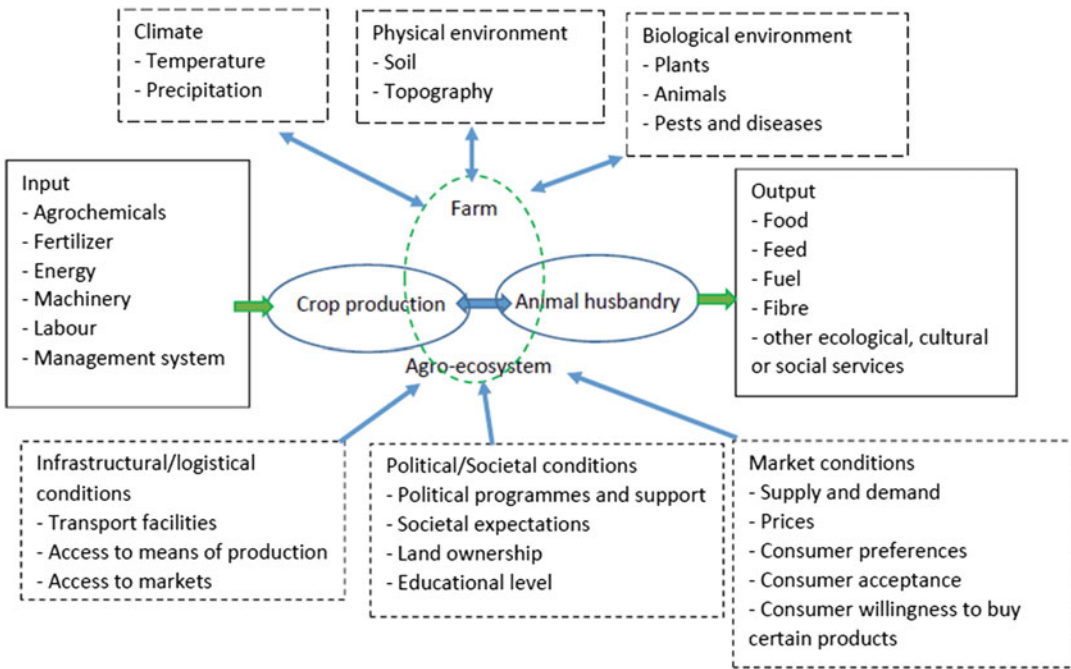 Climate
- Temperature
- Precipitation
Physical environment
- Soil
- Topography
Biological environment
- Plants
- Animals
- Pests and diseases
Input
- Agrochemicals
- Fertilizer
- Energy
- Machinery
- Labour
- Management system
Farm
Crop production
Animal husbandry
Agro-ecosystem
Output
- Food
- Feed
- Fuel
- Fibre
- other ecological, cultural
or social services
Infrastructural/logistical
conditions
- Transport facilities
- Access to means of production
- Access to markets
Political/Societal conditions
- Political programmes and support
- Societal expectations
- Land ownership
- Educational level
Market conditions
- Supply and demand
- Prices
- Consumer preferences
- Consumer acceptance
- Consumer willingness to buy
certain products